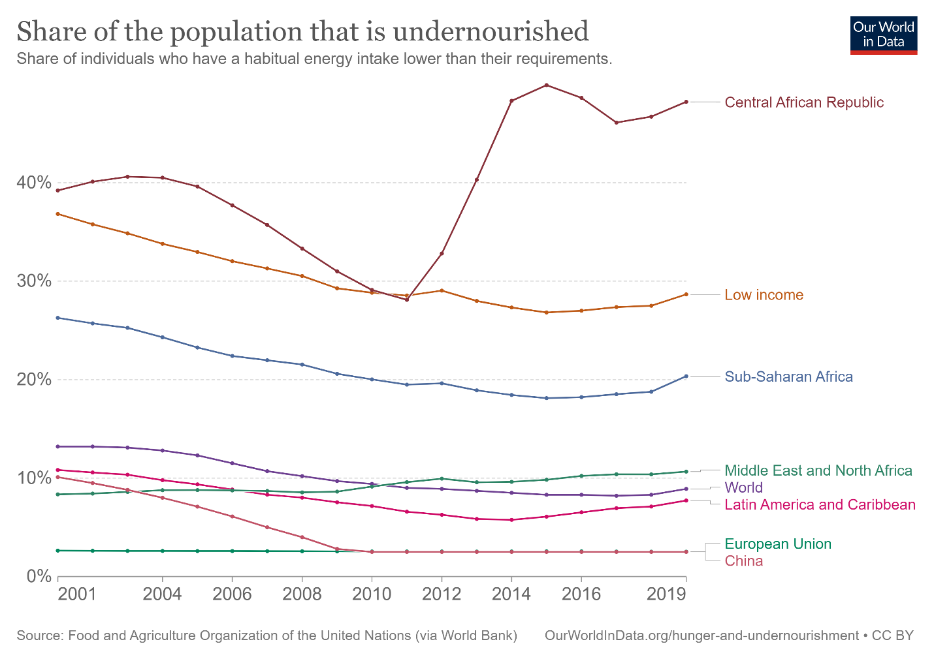 Share of the population that is undernourished
Our World
in Data
Share of individuals who have a habitual energy intake lower than their requirements.
Central African Republic
40%
30%
Low income
20%
Sub-Saharan Africa
10%
Middle East and North Africa
World
Latin America and Caribbean
European Union
China
0%
2001 2004 2006 2008 2010 2012 2014 2016 2019
Source: Food and Agriculture Organization of the United Nations (via World Bank) OurWorldInData.org/hunger-and-undernourishment • CC BY